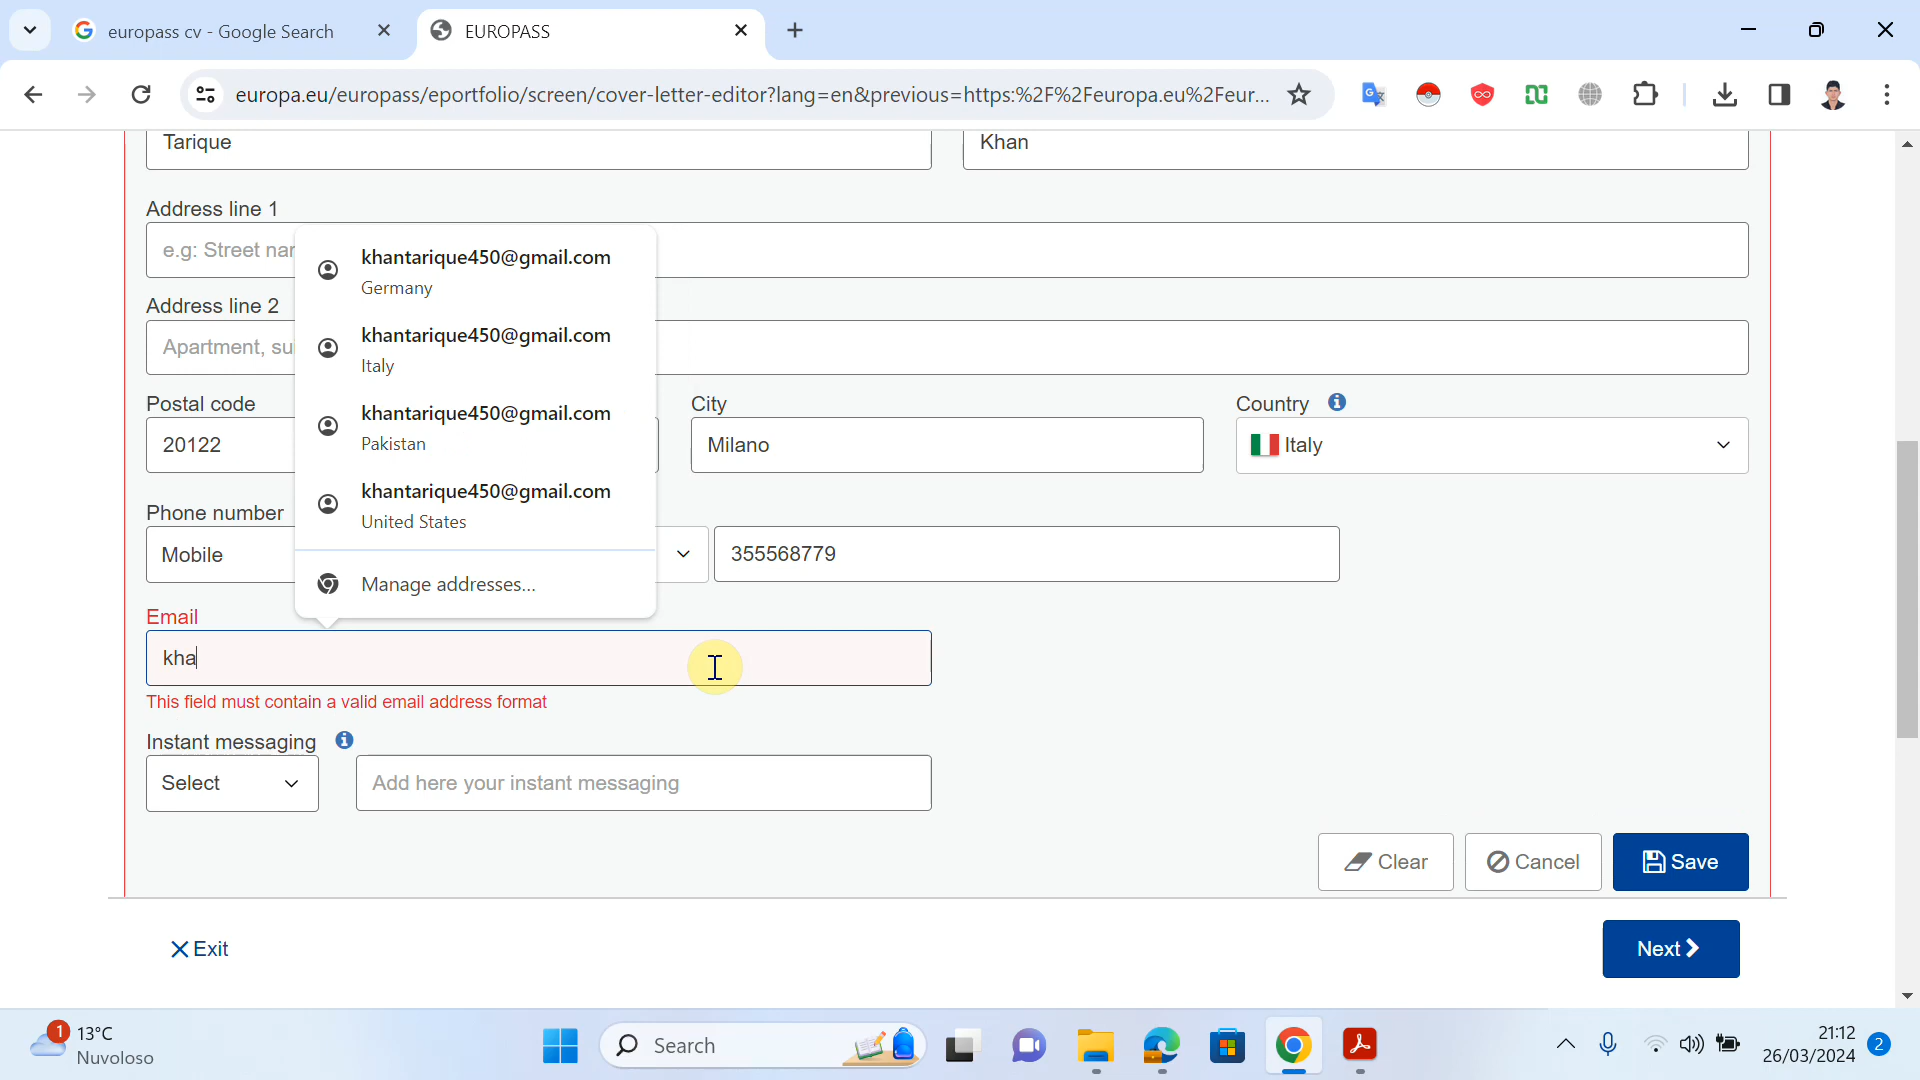 europass cv - Google Search
EUROPASS
europa.eu/europass/eportfolio/screen/cover-letter-editor?lang=en&previous=https:%2F%2Feuropa.eu%2Feur...
Tarique
Khan
Address line 1
e.g: Street nar
Address line 2
Apartment, su
khantarique450@gmail.com
Germany
khantarique450@gmail.com
Italy
khantarique450@gmail.com
Pakistan
khantarique450@gmail.com
United States
Manage addresses...
Postal code
20122
City
Milano
Country
Italy
Phone number
Mobile
355568779
Email
kha
This field must contain a valid email address format
Instant messaging
Select
Add here your instant messaging
Clear
Cancel
Save
Exit
Next
1
13°C
Nuvoloso
Search
21:12
26/03/2024
2